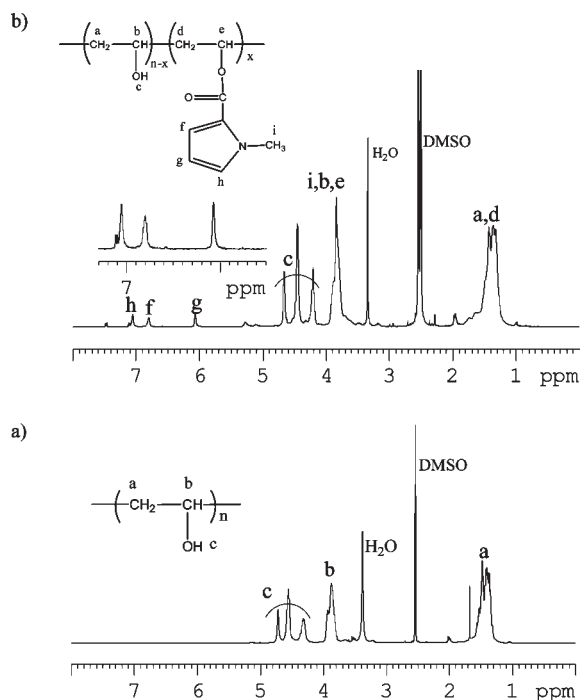 b)
a b d e
CH₂ CH n-x CH₂ CH x
OH
c
O
O C i
f N CH₃
g h
H₂O
DMSO
i,b,e
a,d
c
7 ppm
h f g
7 6 5 4 3 2 1 ppm
a)
a b
CH₂ CH n
OH c
DMSO
H₂O
a
b
c
7 6 5 4 3 2 1 ppm